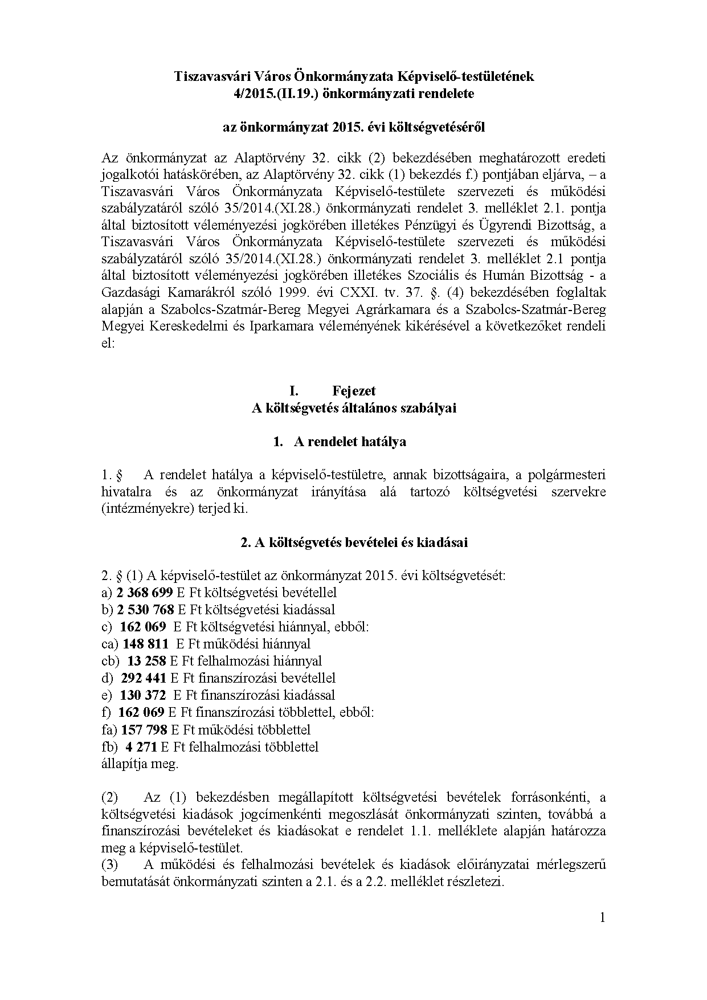 Tiszavasvári Város Önkormányzata Képviselő-testületének
4/2015.(II.19.) önkormányzati rendelete
az önkormányzat 2015. évi költségvetéséről
Az önkormányzat az Alaptörvény 32. cikk (2) bekezdésében meghatározott eredeti
jogalkotói hatáskörében, az Alaptörvény 32. cikk (1) bekezdés f.) pontjában eljárva, – a
Tiszavasvári Város Önkormányzata Képviselő-testülete szervezeti és működési
szabályzatáról szóló 35/2014.(XI.28.) önkormányzati rendelet 3. melléklet 2.1. pontja
által biztosított véleményezési jogkörében illetékes Pénzügyi és Ügyrendi Bizottság, a
Tiszavasvári Város Önkormányzata Képviselő-testülete szervezeti és működési
szabályzatáról szóló 35/2014.(XI.28.) önkormányzati rendelet 3. melléklet 2.1 pontja
által biztosított véleményezési jogkörében illetékes Szociális és Humán Bizottság - a
Gazdasági Kamarákról szóló 1999. évi CXXI. tv. 37. §. (4) bekezdésében foglaltak
alapján a Szabolcs-Szatmár-Bereg Megyei Agrárkamara és a Szabolcs-Szatmár-Bereg
Megyei Kereskedelmi és Iparkamara véleményének kikérésével a következőket rendeli
el:
I. Fejezet
A költségvetés általános szabályai
1. A rendelet hatálya
1. § A rendelet hatálya a képviselő-testületre, annak bizottságaira, a polgármesteri
hivatalra és az önkormányzat irányítása alá tartozó költségvetési szervekre
(intézményekre) terjed ki.
2. A költségvetés bevételei és kiadásai
2. § (1) A képviselő-testület az önkormányzat 2015. évi költségvetését:
a) 2 368 699 E Ft költségvetési bevétellel
b) 2 530 768 E Ft költségvetési kiadással
c) 162 069 E Ft költségvetési hiánnyal, ebből:
ca) 148 811 E Ft működési hiánnyal
cb) 13 258 E Ft felhalmozási hiánnyal
d) 292 441 E Ft finanszírozási bevétellel
e) 130 372 E Ft finanszírozási kiadással
f) 162 069 E Ft finanszírozási többlettel, ebből:
fa) 157 798 E Ft működési többlettel
fb) 4 271 E Ft felhalmozási többlettel
állapítja meg.
(2) Az (1) bekezdésben megállapított költségvetési bevételek forrásonkénti, a
költségvetési kiadások jogcímenkénti megoszlását önkormányzati szinten, továbbá a
finanszírozási bevételeket és kiadásokat e rendelet 1.1. melléklete alapján határozza
meg a képviselő-testület.
(3) A működési és felhalmozási bevételek és kiadások előirányzatai mérlegszerű
bemutatását önkormányzati szinten a 2.1. és a 2.2. melléklet részletezi.
1